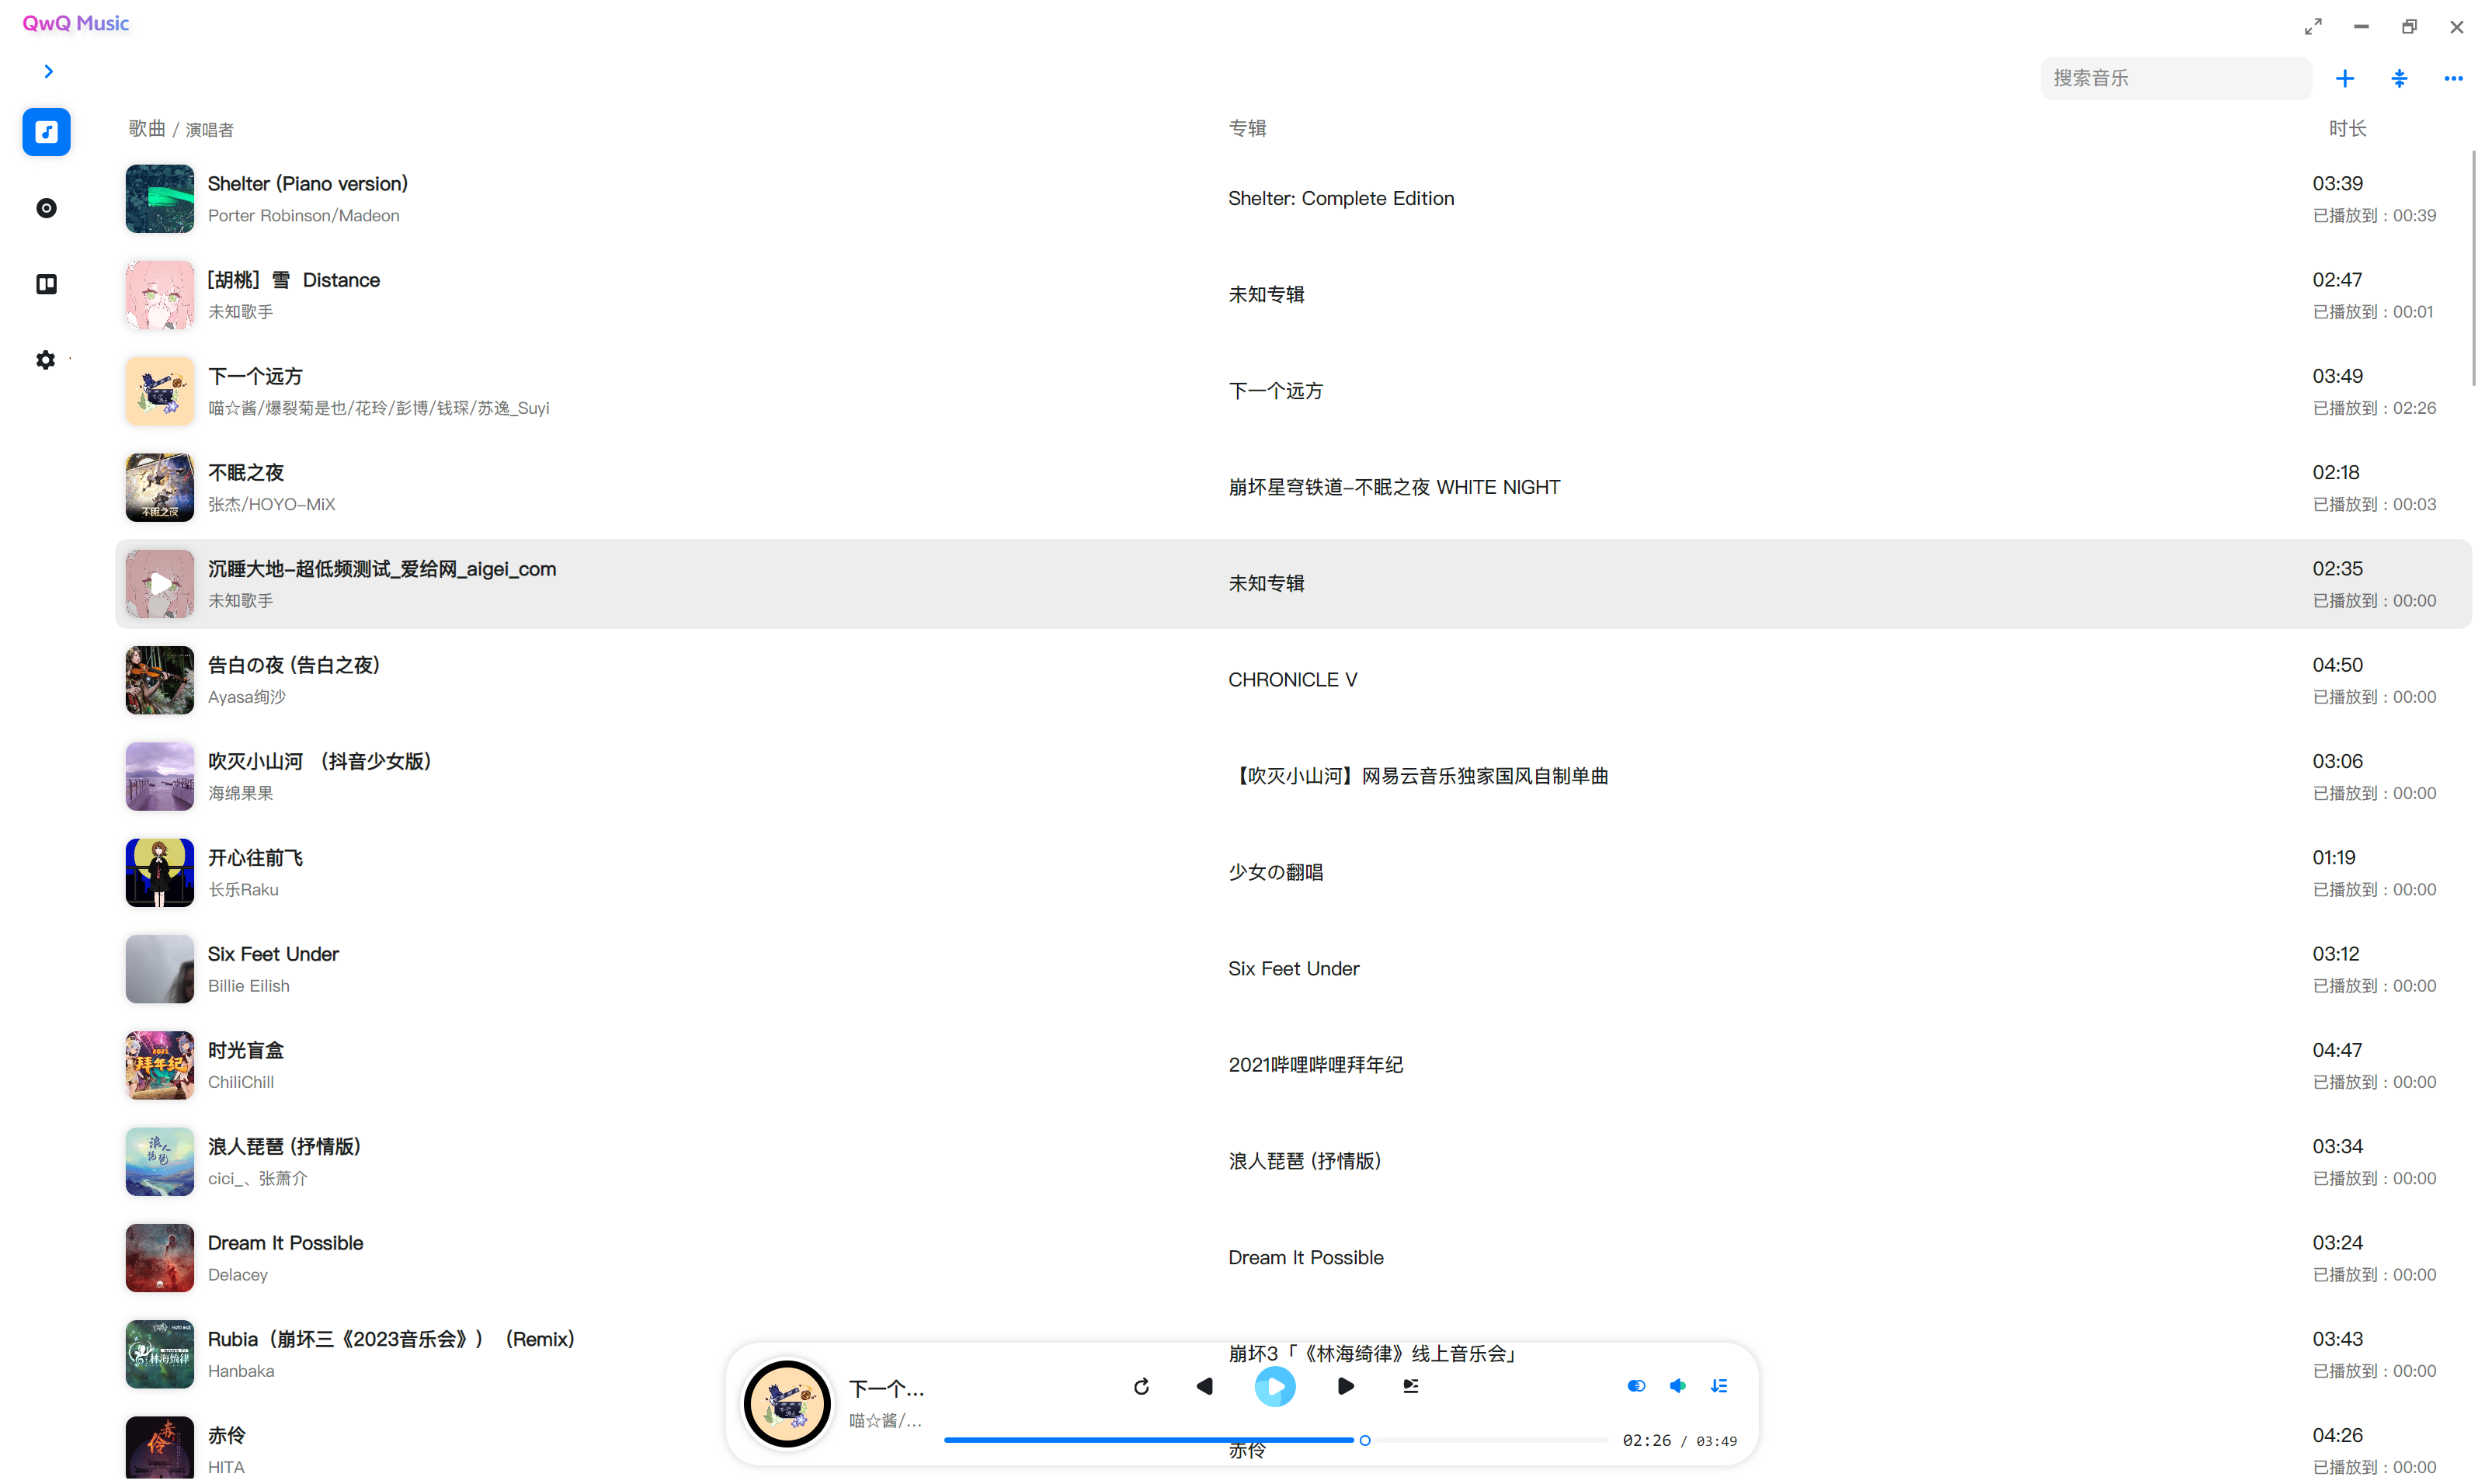 QwQ Music
搜索音乐
歌曲 / 演唱者 专辑 时长
Shelter (Piano version)
Porter Robinson/Madeon
Shelter: Complete Edition
03:39
已播放到：00:39
[胡桃] 雪 Distance
未知歌手
未知专辑
02:47
已播放到：00:01
下一个远方
喵☆酱/爆裂菊是也/花玲/彭博/钱琛/苏逸_Suyi
下一个远方
03:49
已播放到：02:26
不眠之夜
张杰/HOYO-MiX
崩坏星穹铁道-不眠之夜 WHITE NIGHT
02:18
已播放到：00:03
沉睡大地-超低频测试_爱给网_aigei_com
未知歌手
未知专辑
02:35
已播放到：00:00
告白の夜 (告白之夜)
Ayasa绚沙
CHRONICLE V
04:50
已播放到：00:00
吹灭小山河 （抖音少女版）
海绵果果
【吹灭小山河】网易云音乐独家国风自制单曲
03:06
已播放到：00:00
开心往前飞
长乐Raku
少女の翻唱
01:19
已播放到：00:00
Six Feet Under
Billie Eilish
Six Feet Under
03:12
已播放到：00:00
时光盲盒
ChiliChill
2021哔哩哔哩拜年纪
04:47
已播放到：00:00
浪人琵琶 (抒情版)
cici_、张萧介
浪人琵琶 (抒情版)
03:34
已播放到：00:00
Dream It Possible
Delacey
Dream It Possible
03:24
已播放到：00:00
Rubia（崩坏三《2023音乐会》）（Remix）
Hanbaka
崩坏3「《林海绮律》线上音乐会」
03:43
已播放到：00:00
赤伶
HITA
赤伶
04:26
已播放到：00:00
下一个...
喵☆酱/...
02:26 / 03:49
不眠之夜
2021
拜年纪
浪人琵琶
赤伶